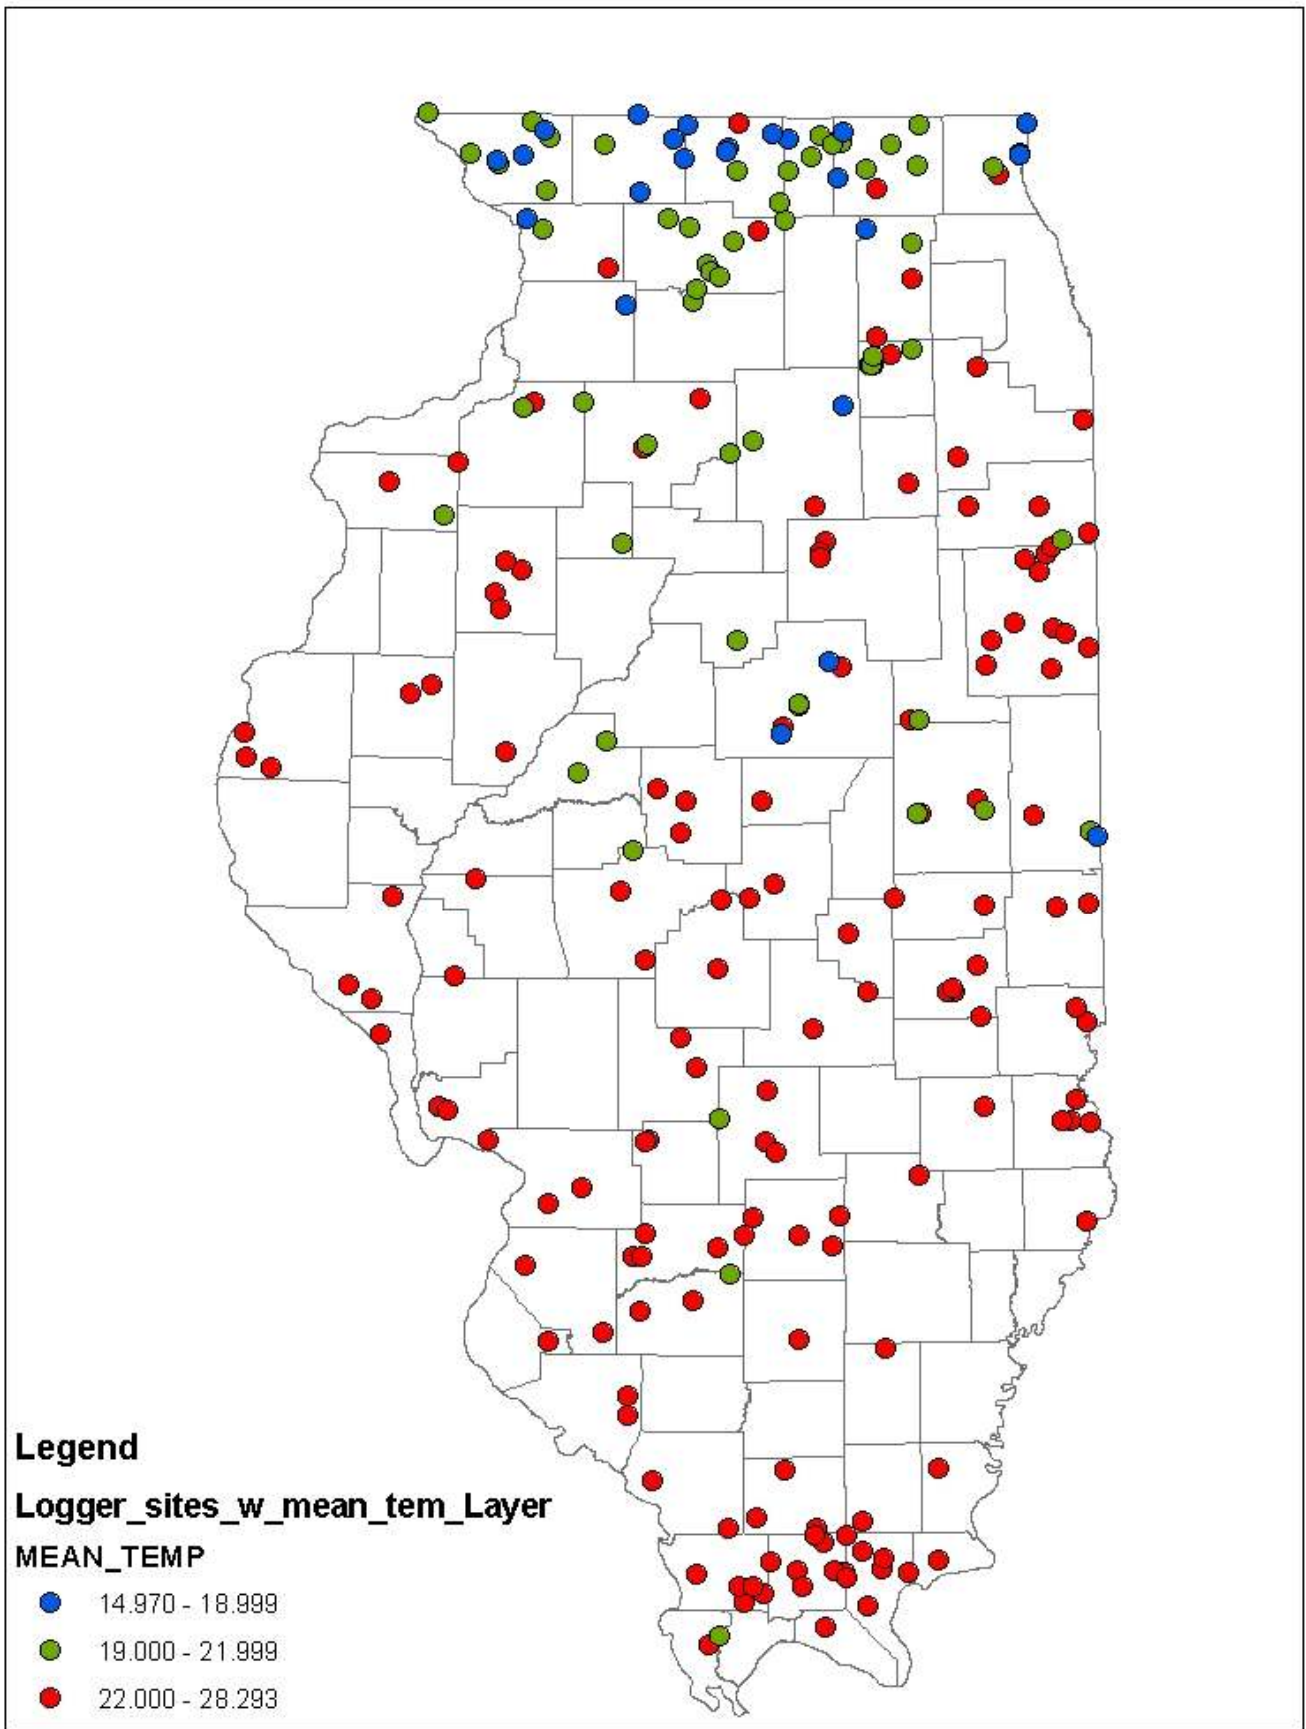 Legend
Logger_sites_w_mean_tem_Layer
MEAN_TEMP
14.970 - 18.999
19.000 - 21.999
22.000 - 28.293